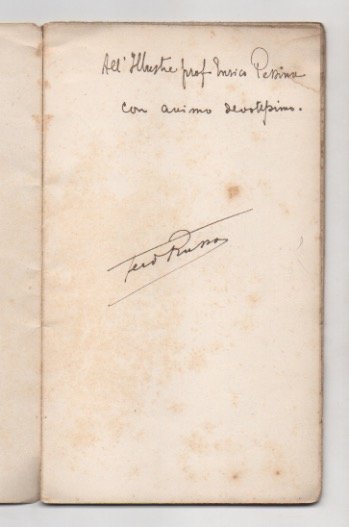 All' Illustre prof Enrico Pessina
con animo devotissimo.
Ferd Russo